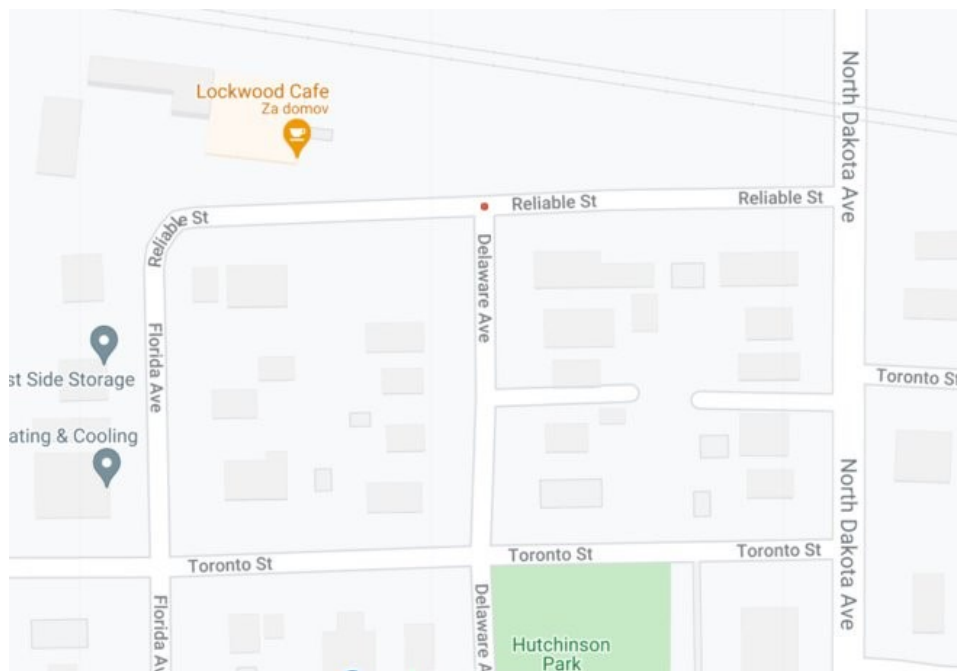 Lockwood Cafe
Za domov
North Dakota Ave
Reliable St
Reliable St
Reliable St
Delaware Ave
Florida Ave
st Side Storage
Toronto St
ating & Cooling
North Dakota Ave
Toronto St
Toronto St
Toronto St
Florida Av
Delaware A
Hutchinson
Park